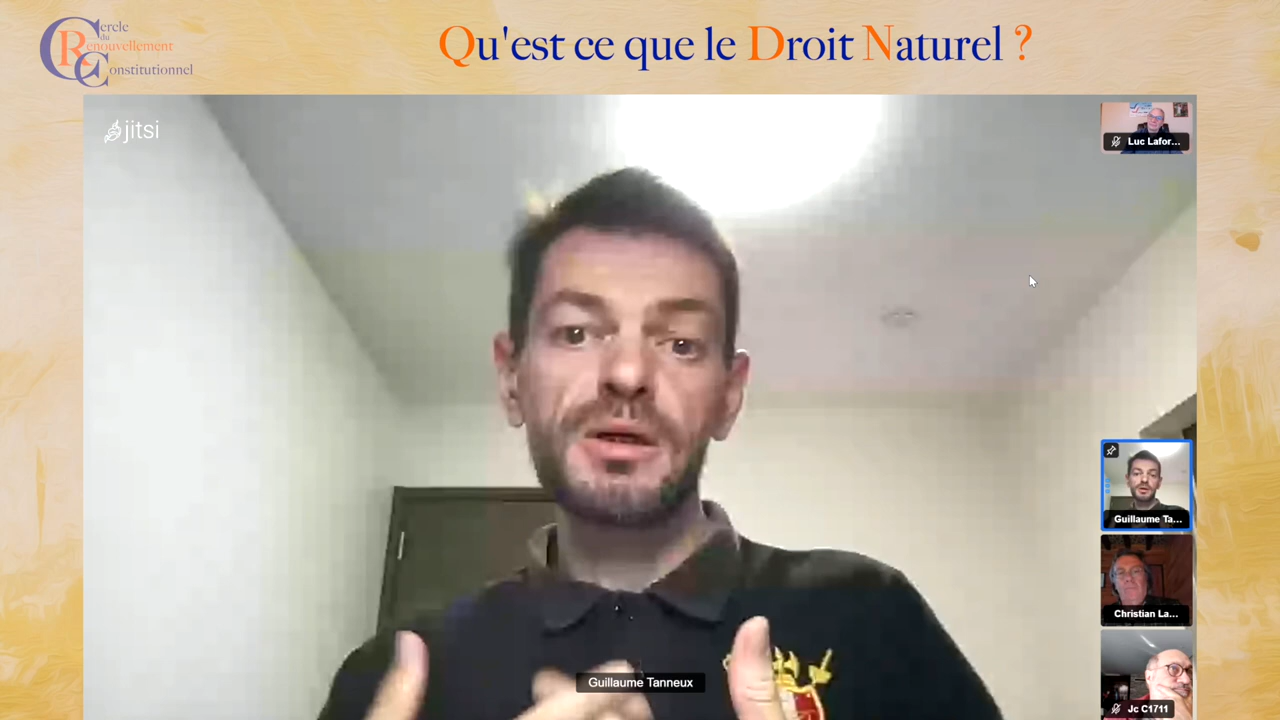 Cercle
du
Renouvellement
Constitutionnel
Qu'est ce que le Droit Naturel ?
jitsi
Luc Lafor...
Guillaume Ta...
Christian La...
Guillaume Tanneux
Jc C1711